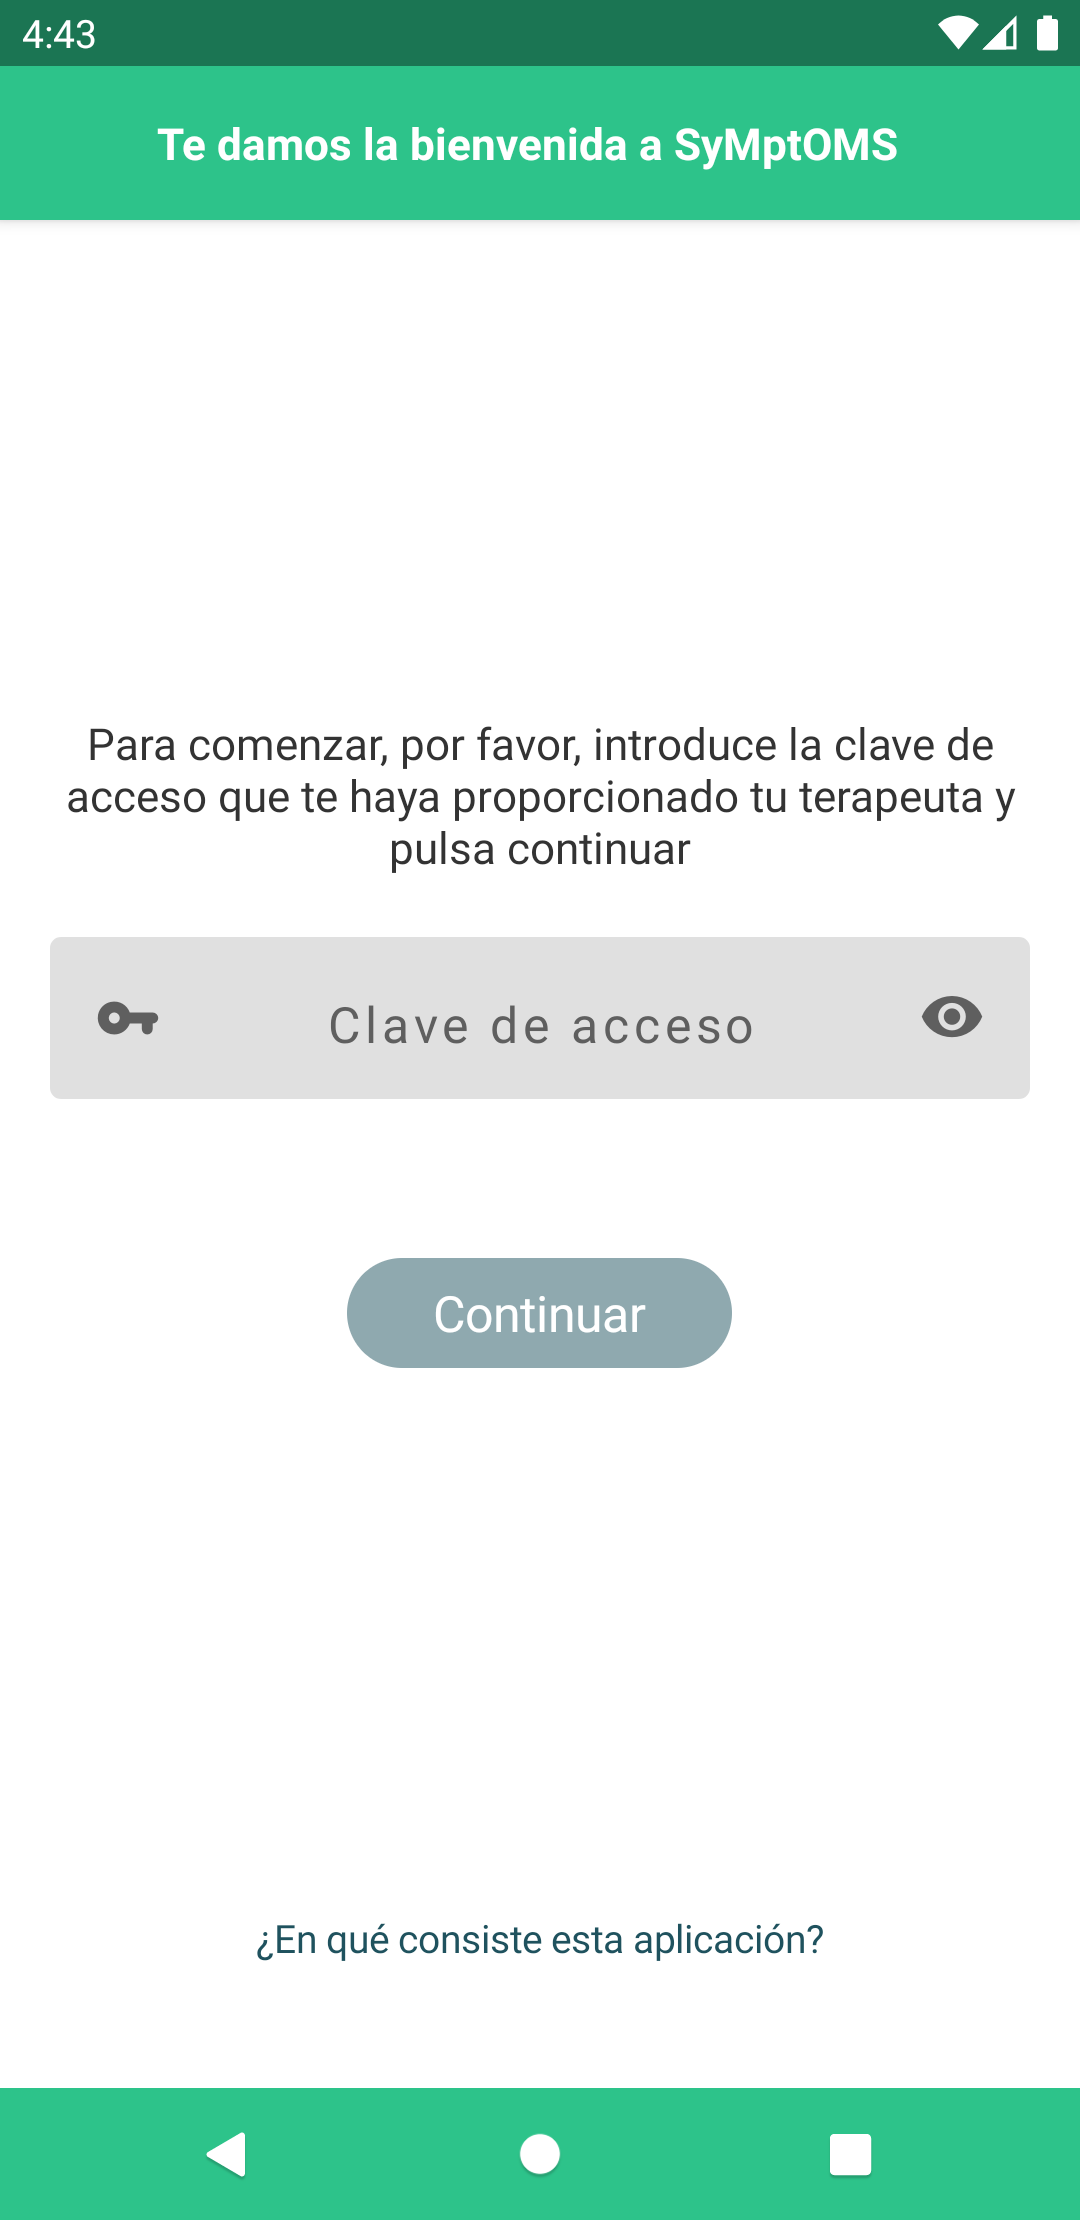 4:43
Te damos la bienvenida a SyMptOMS
Para comenzar, por favor, introduce la clave de
acceso que te haya proporcionado tu terapeuta y
pulsa continuar
Clave de acceso
Continuar
¿En qué consiste esta aplicación?